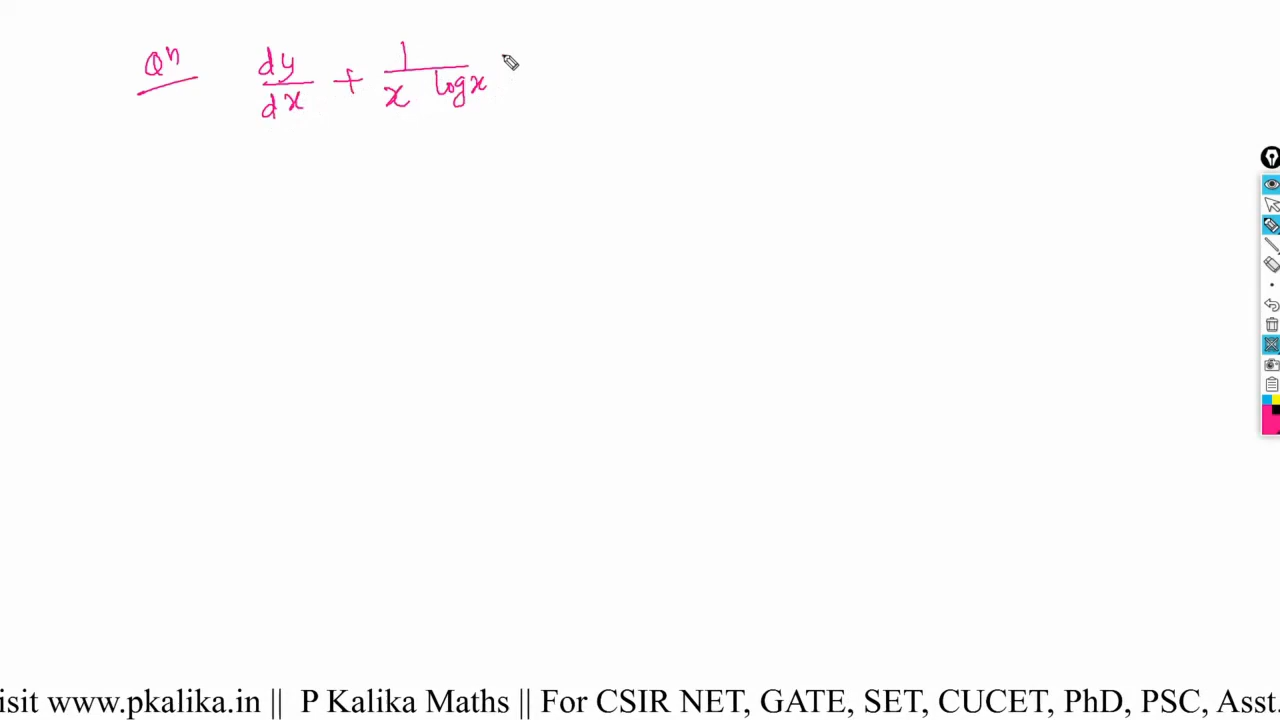 Qn dy/dx + 1/(x log x)
isit www.pkalika.in || P Kalika Maths || For CSIR NET, GATE, SET, CUCET, PhD, PSC, Asst.